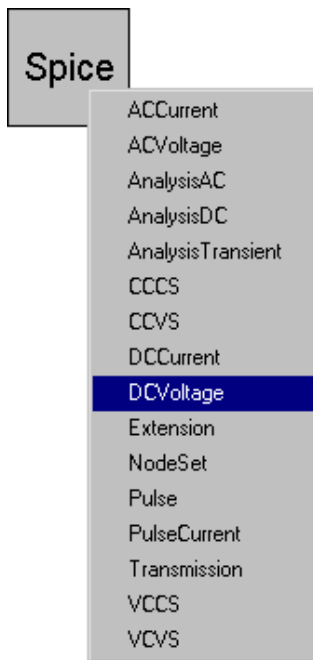 Spice
ACCurrent
ACVoltage
AnalysisAC
AnalysisDC
AnalysisTransient
CCCS
CCVS
DCCurrent
DCVoltage
Extension
NodeSet
Pulse
PulseCurrent
Transmission
VCCS
VCVS